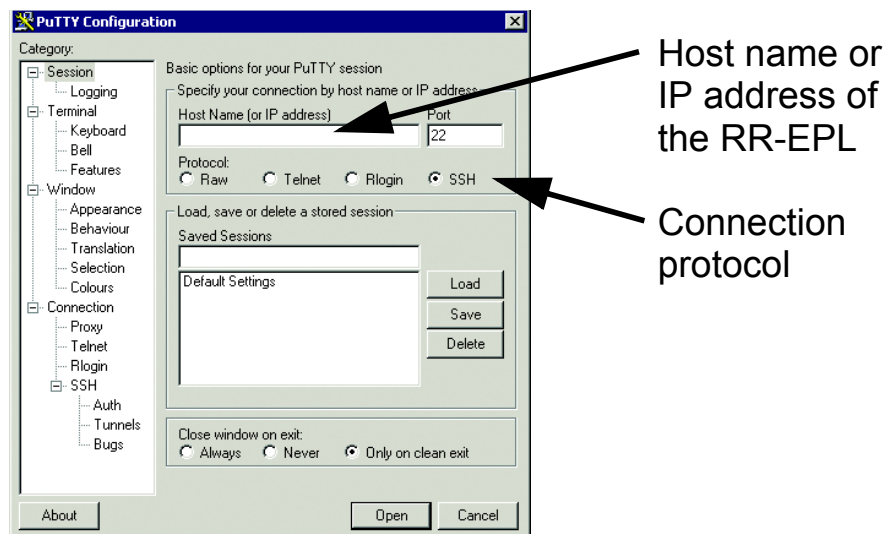 PuTTY Configuration
Category:
Session
Logging
Terminal
Keyboard
Bell
Features
Window
Appearance
Behaviour
Translation
Selection
Colours
Connection
Proxy
Telnet
Rlogin
SSH
Auth
Tunnels
Bugs
Basic options for your PuTTY session
Specify your connection by host name or IP address
Host Name (or IP address) Port
22
Protocol:
Raw Telnet Rlogin SSH
Load, save or delete a stored session
Saved Sessions
Default Settings
Load
Save
Delete
Close window on exit:
Always Never Only on clean exit
About Open Cancel
Host name or
IP address of
the RR-EPL
Connection
protocol